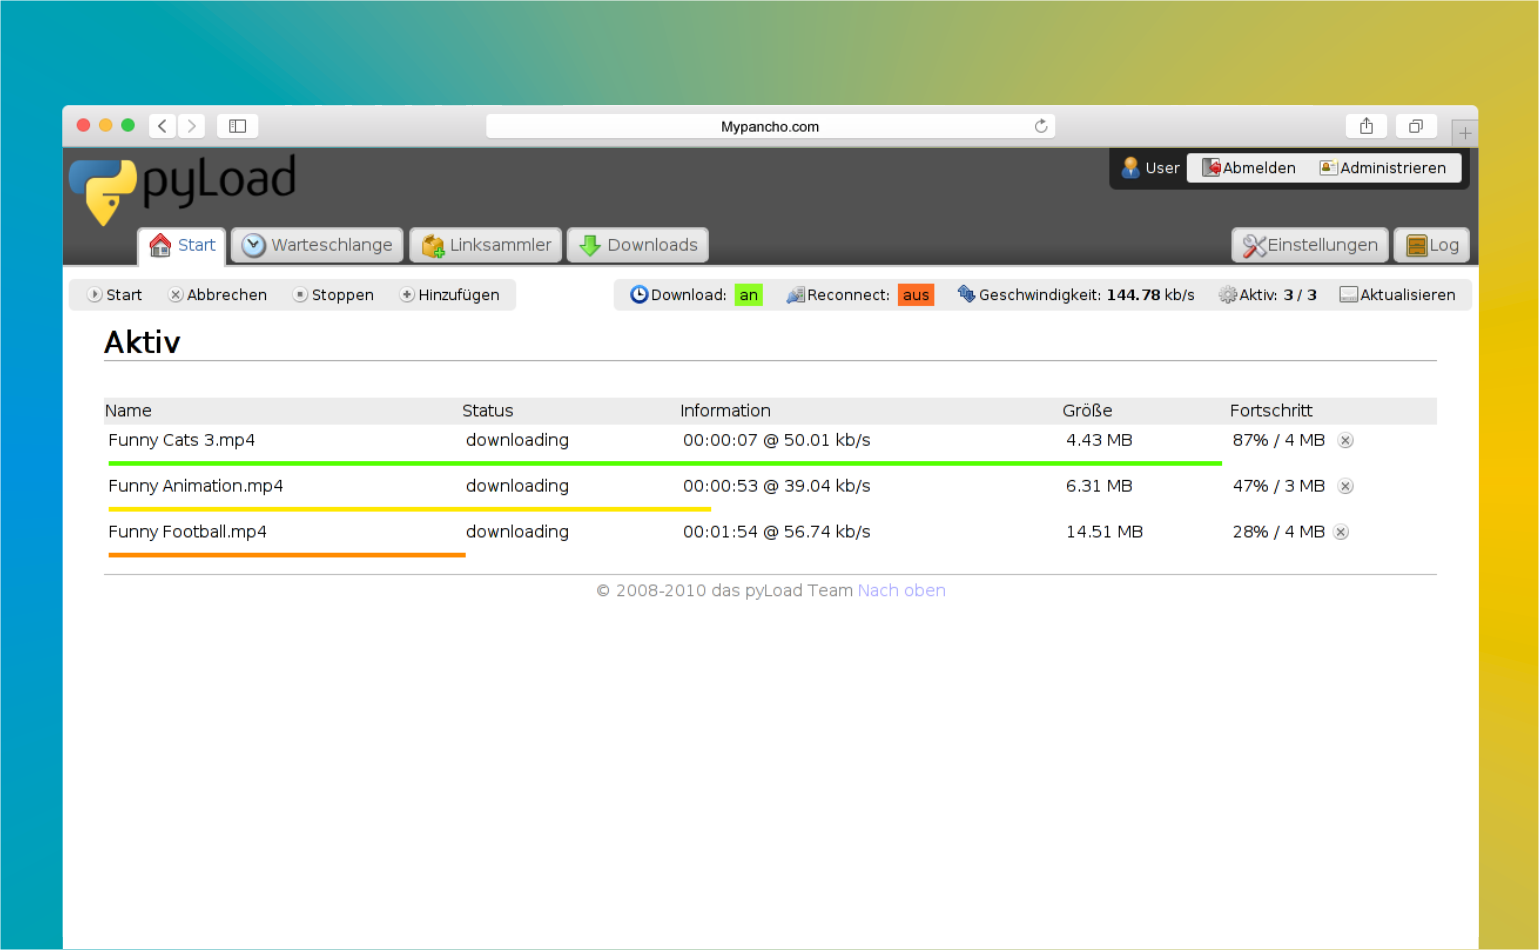 Mypancho.com
pyLoad
User Abmelden Administrieren
Start Warteschlange Linksammler Downloads Einstellungen Log
Start Abbrechen Stoppen Hinzufügen Download: an Reconnect: aus Geschwindigkeit: 144.78 kb/s Aktiv: 3 / 3 Aktualisieren
Aktiv
Name Status Information Größe Fortschritt
Funny Cats 3.mp4 downloading 00:00:07 @ 50.01 kb/s 4.43 MB 87% / 4 MB
Funny Animation.mp4 downloading 00:00:53 @ 39.04 kb/s 6.31 MB 47% / 3 MB
Funny Football.mp4 downloading 00:01:54 @ 56.74 kb/s 14.51 MB 28% / 4 MB
© 2008-2010 das pyLoad Team Nach oben